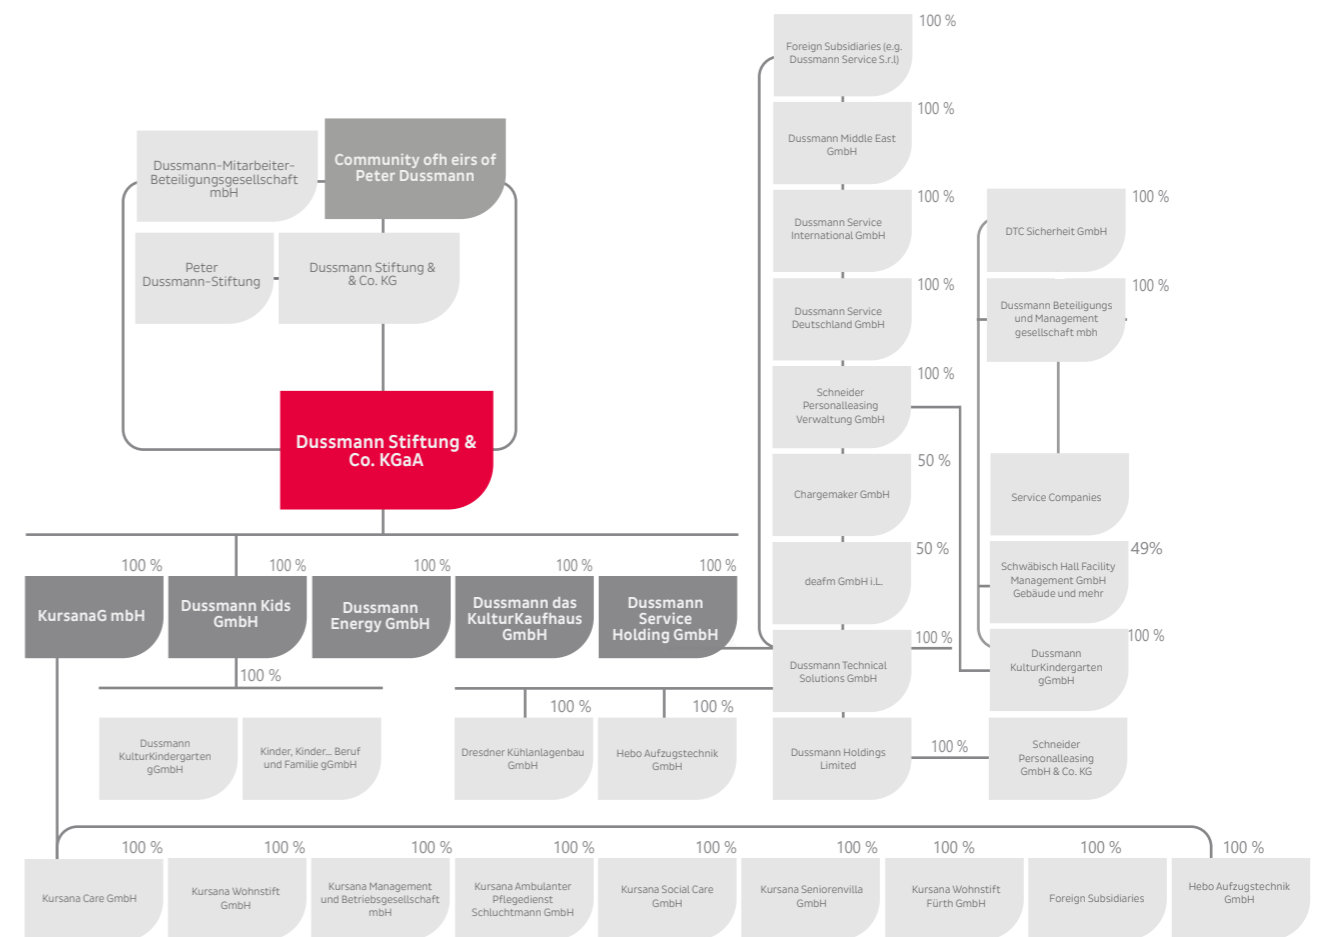 100 %
Foreign Subsidiaries (e.g.
Dussmann Service S.r.l)
100 %
Dussmann Middle East
GmbH
Dussmann-Mitarbeiter-
Beteiligungsgesellschaft
mbH
Community ofh eirs of
Peter Dussmann
100 %
Dussmann Service
International GmbH
100 %
DTC Sicherheit GmbH
Peter
Dussmann-Stiftung
Dussmann Stiftung &
& Co. KG
100 %
Dussmann Service
Deutschland GmbH
100 %
Dussmann Beteiligungs
und Management
gesellschaft mbh
100 %
Schneider
Personalleasing
Verwaltung GmbH
Dussmann Stiftung &
Co. KGaA
50 %
Chargemaker GmbH
Service Companies
50 %
deafm GmbH i.L.
49%
Schwäbisch Hall Facility
Management GmbH
Gebäude und mehr
100 %
KursanaG mbH
100 %
Dussmann Kids
GmbH
100 %
Dussmann
Energy GmbH
100 %
Dussmann das
KulturKaufhaus
GmbH
100 %
Dussmann
Service
Holding GmbH
100 %
Dussmann Technical
Solutions GmbH
100 %
Dussmann
KulturKindergarten
gGmbH
100 %
Dussmann
KulturKindergarten
gGmbH
Kinder, Kinder... Beruf
und Familie gGmbH
100 %
Dresdner Kühlanlagenbau
GmbH
100 %
Hebo Aufzugstechnik
GmbH
Dussmann Holdings
Limited
100 %
Schneider
Personalleasing
GmbH & Co. KG
100 %
Kursana Care GmbH
100 %
Kursana Wohnstift
GmbH
100 %
Kursana Management
und Betriebsgesellschaft
mbH
100 %
Kursana Ambulanter
Pflegedienst
Schluchtmann GmbH
100 %
Kursana Social Care
GmbH
100 %
Kursana Seniorenvilla
GmbH
100 %
Kursana Wohnstift
Fürth GmbH
100 %
Foreign Subsidiaries
100 %
Hebo Aufzugstechnik
GmbH